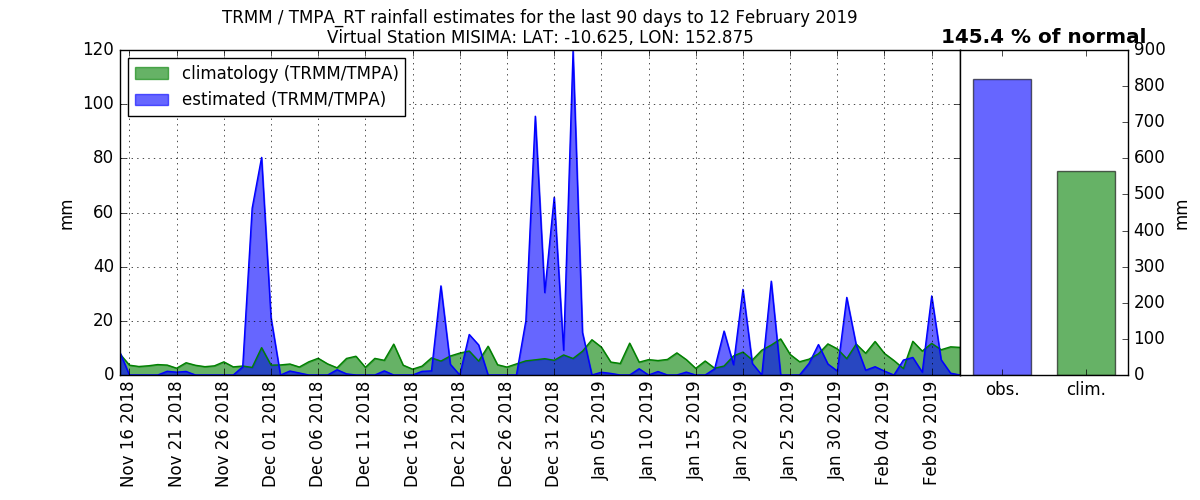 TRMM / TMPA_RT rainfall estimates for the last 90 days to 12 February 2019
Virtual Station MISIMA: LAT: -10.625, LON: 152.875
145.4 % of normal
climatology (TRMM/TMPA)
estimated (TRMM/TMPA)
mm
120
100
80
60
40
20
0
900
800
700
600
500
400
300
200
100
0
mm
Nov 16 2018
Nov 21 2018
Nov 26 2018
Dec 01 2018
Dec 06 2018
Dec 11 2018
Dec 16 2018
Dec 21 2018
Dec 26 2018
Dec 31 2018
Jan 05 2019
Jan 10 2019
Jan 15 2019
Jan 20 2019
Jan 25 2019
Jan 30 2019
Feb 04 2019
Feb 09 2019
obs.
clim.